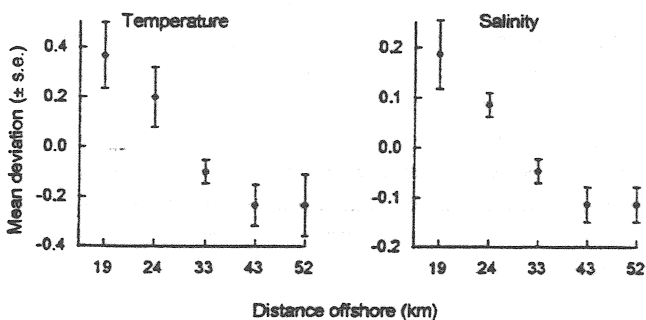 Temperature
Mean deviation (± s.e.)
0.4
0.2
0.0
-0.2
-0.4
19 24 33 43 52
Salinity
0.2
0.1
0.0
-0.1
-0.2
19 24 33 43 52
Distance offshore (km)